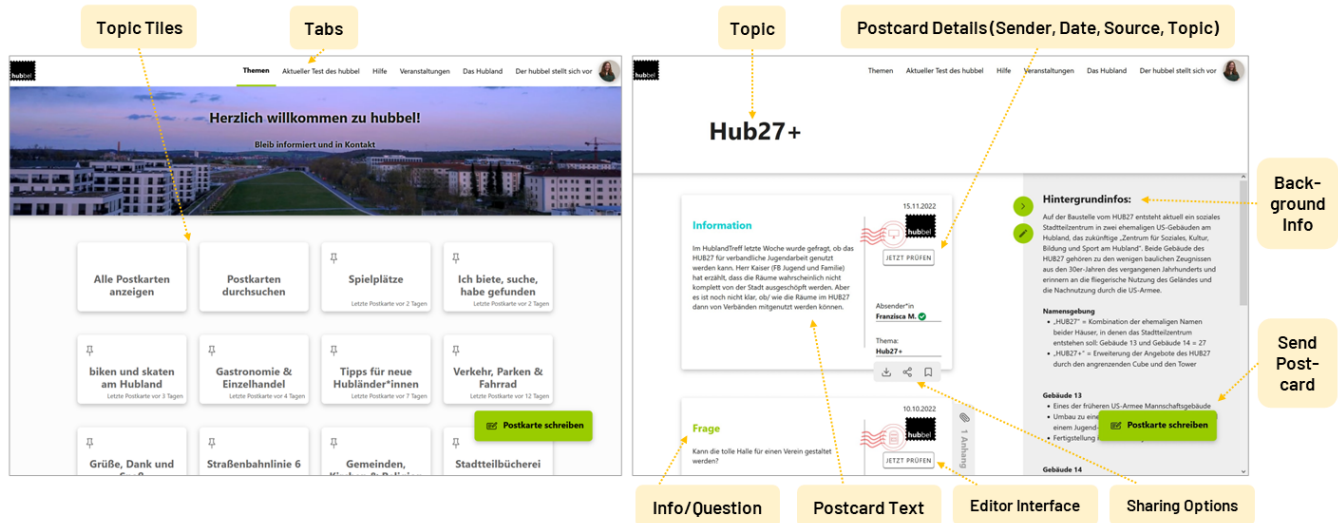 Topic Tiles
Tabs
Topic
Postcard Details (Sender, Date, Source, Topic)
hubbel
Themen Aktueller Test des hubbel Hilfe Veranstaltungen Das Hubland Der hubbel stellt sich vor
Herzlich willkommen zu hubbel!
Bleib informiert und in Kontakt
Alle Postkarten
anzeigen
Postkarten
durchsuchen
Spielplätze
Letzte Postkarte vor 2 Tagen
Ich biete, suche,
habe gefunden
Letzte Postkarte vor 2 Tagen
biken und skaten
am Hubland
Letzte Postkarte vor 3 Tagen
Gastronomie &
Einzelhandel
Letzte Postkarte vor 4 Tagen
Tipps für neue
Hubländer*innen
Letzte Postkarte vor 7 Tagen
Verkehr, Parken &
Fahrrad
Letzte Postkarte vor 12 Tagen
Postkarte schreiben
Grüße, Dank und
Straßenbahnlinie 6
Gemeinden,
Stadtteilbücherei
hubbel
Themen Aktueller Test des hubbel Hilfe Veranstaltungen Das Hubland Der hubbel stellt sich vor
Hub27+
Information
Im HublandTreff letzte Woche wurde gefragt, ob das
HUB27 für verbandliche Jugendarbeit genutzt
werden kann. Herr Kaiser (FB Jugend und Familie)
hat erzählt, dass die Räume wahrscheinlich nicht
komplett von der Stadt ausgeschöpft werden. Aber
es ist noch nicht klar, ob/ wie die Räume im HUB27
dann von Verbänden mitgenutzt werden können.
15.11.2022
hubbel
JETZT PRÜFEN
Absender*in
Franzisca M.
Thema:
Hub27+
Frage
Kann die tolle Halle für einen Verein gestaltet
werden?
10.10.2022
hubbel
JETZT PRÜFEN
1 Anhang
Hintergrundinfos:
Auf der Baustelle vom HUB27 entsteht aktuell ein soziales
Stadtteilzentrum in zwei ehemaligen US-Gebäuden am
Hubland, das zukünftige „Zentrum für Soziales, Kultur,
Bildung und Sport am Hubland". Beide Gebäude des
HUB27 gehören zu den wenigen baulichen Zeugnissen
aus den 30er-Jahren des vergangenen Jahrhunderts und
erinnern an die fliegerische Nutzung des Geländes und
die Nachnutzung durch die US-Armee.
Namensgebung
• „HUB27" = Kombination der ehemaligen Namen
beider Häuser, in denen das Stadtteilzentrum
entstehen soll: Gebäude 13 und Gebäude 14 = 27
• „HUB27+" = Erweiterung der Angebote des HUB27
durch den angrenzenden Cube und den Tower
Gebäude 13
• Eines der früheren US-Armee Mannschaftsgebäude
• Umbau zu
einem Jugend-
• Fertigstellung
Postkarte schreiben
Gebäude 14
Back-
ground
Info
Send
Post-
card
Info/Question
Postcard Text
Editor Interface
Sharing Options